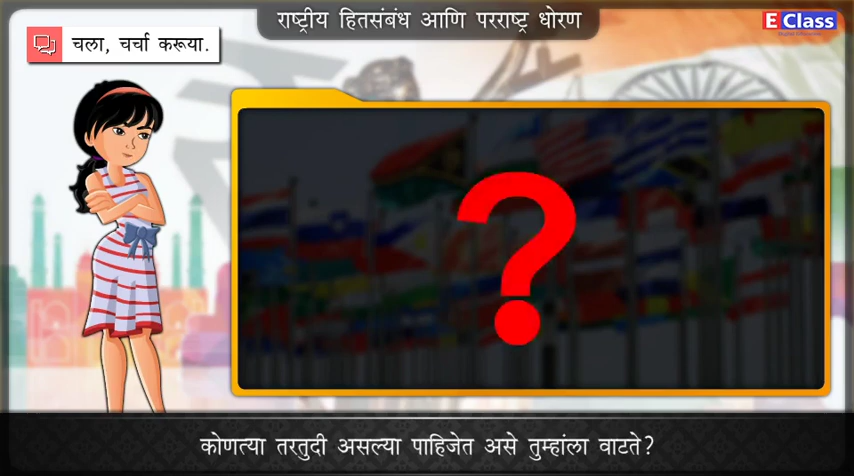 राष्ट्रीय हितसंबंध आणि परराष्ट्र धोरण
E Class
चला, चर्चा करूया.
?
कोणत्या तरतुदी असल्या पाहिजेत असे तुम्हांला वाटते?